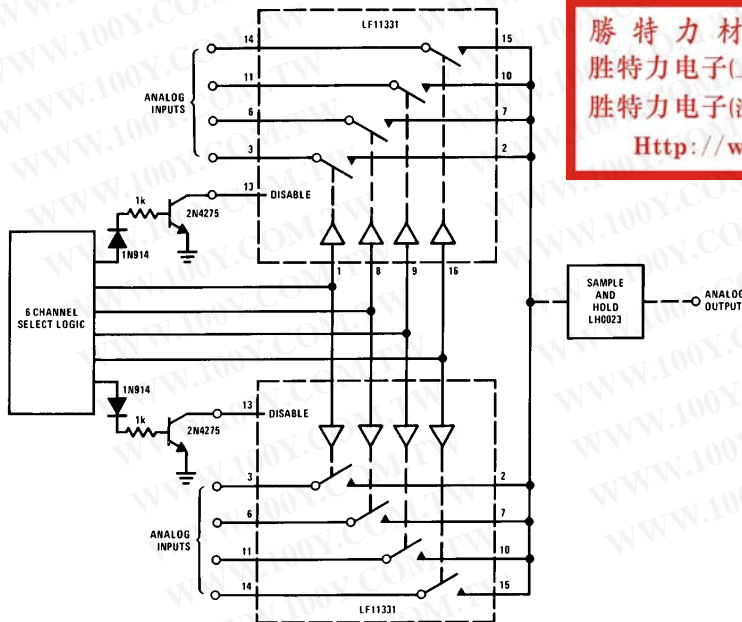 LF11331
14
15
11
10
ANALOG
INPUTS
6
7
3
2
13
DISABLE
1k
2N4275
1N914
1
8
9
16
6 CHANNEL
SELECT LOGIC
SAMPLE
AND
HOLD
LH0023
ANALOG
OUTPUT
1N914
1k
2N4275
13
DISABLE
3
2
6
7
ANALOG
INPUTS
11
10
14
15
LF11331
勝特力材
胜特力电子
胜特力电子
Http://w
WWW.100Y.COM.TW